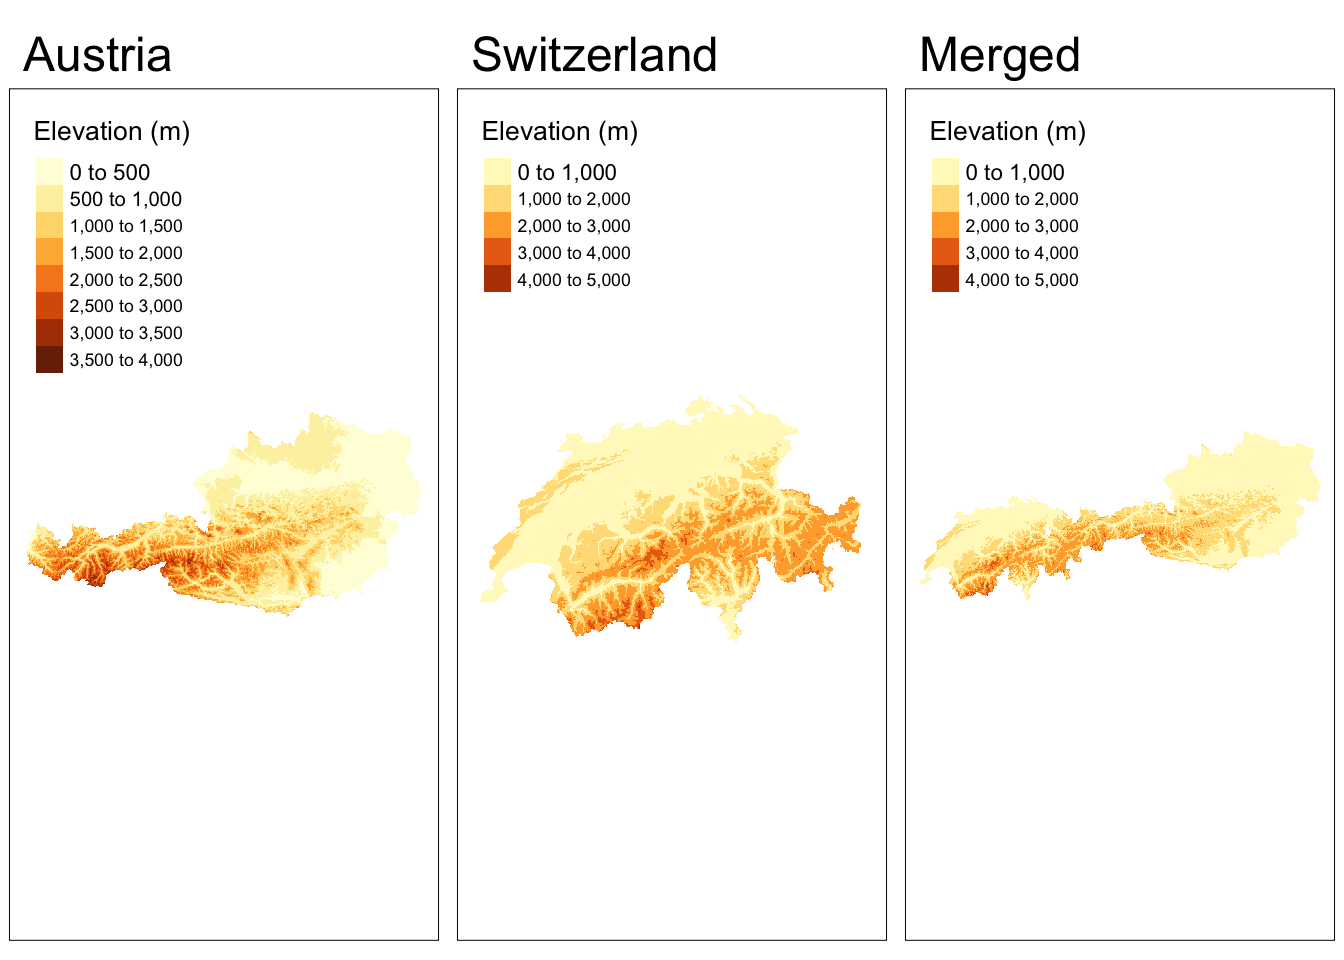 Austria
Elevation (m)
0 to 500
500 to 1,000
1,000 to 1,500
1,500 to 2,000
2,000 to 2,500
2,500 to 3,000
3,000 to 3,500
3,500 to 4,000
Switzerland
Elevation (m)
0 to 1,000
1,000 to 2,000
2,000 to 3,000
3,000 to 4,000
4,000 to 5,000
Merged
Elevation (m)
0 to 1,000
1,000 to 2,000
2,000 to 3,000
3,000 to 4,000
4,000 to 5,000